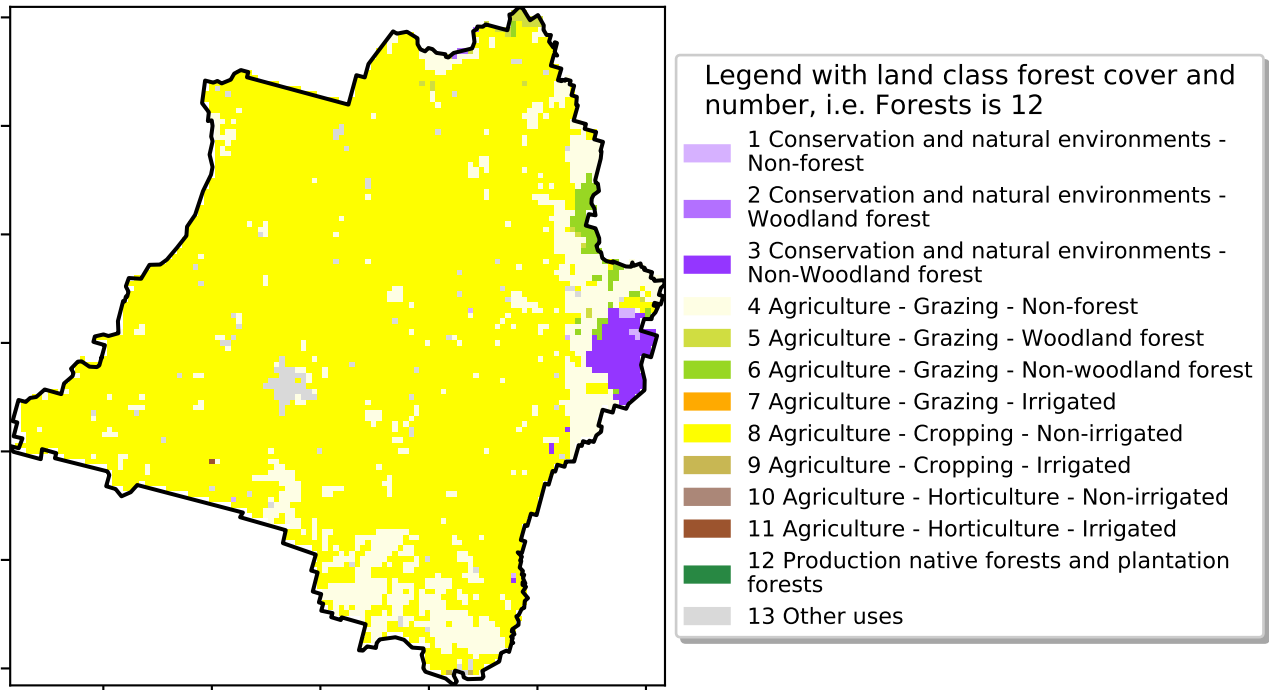 Legend with land class forest cover and
number, i.e. Forests is 12
1 Conservation and natural environments -
Non-forest
2 Conservation and natural environments -
Woodland forest
3 Conservation and natural environments -
Non-Woodland forest
4 Agriculture - Grazing - Non-forest
5 Agriculture - Grazing - Woodland forest
6 Agriculture - Grazing - Non-woodland forest
7 Agriculture - Grazing - Irrigated
8 Agriculture - Cropping - Non-irrigated
9 Agriculture - Cropping - Irrigated
10 Agriculture - Horticulture - Non-irrigated
11 Agriculture - Horticulture - Irrigated
12 Production native forests and plantation
forests
13 Other uses